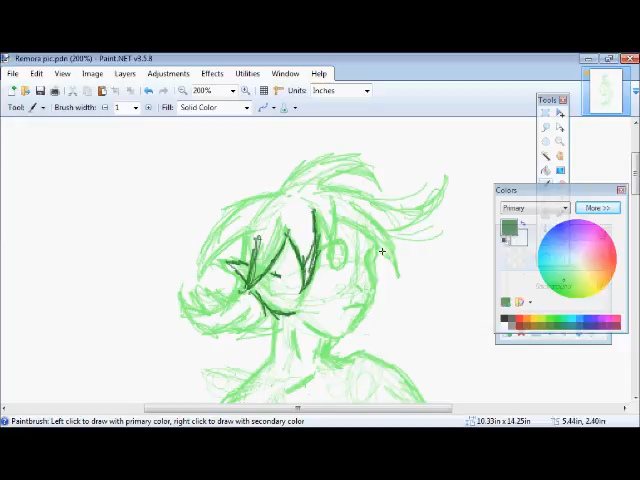 Remora pic.pdn (200%) - Paint.NET v3.5.8
File Edit View Image Layers Adjustments Effects Utilities Window Help
200% Units: Inches
Tool: Brush width: 1 Fill: Solid Color
Tools
Colors
Primary More >>
Paintbrush: Left click to draw with primary color, right click to draw with secondary color 10.33in x 14.25in 5.44in, 2.40in